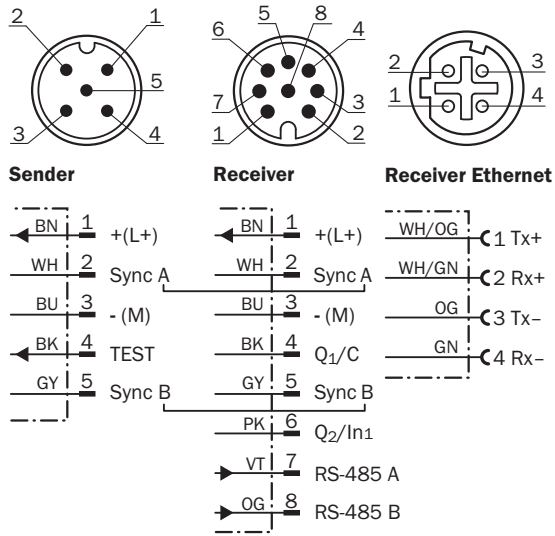 2 1
5
3 4
5 8
6 4
7 3
1 2
2 3
1 4
Sender
BN 1 +(L+)
WH 2 Sync A
BU 3 - (M)
BK 4 TEST
GY 5 Sync B
Receiver
BN 1 +(L+)
WH 2 Sync A
BU 3 - (M)
BK 4 Q1/C
GY 5 Sync B
PK 6 Q2/In1
VT 7 RS-485 A
OG 8 RS-485 B
Receiver Ethernet
WH/OG 1 Tx+
WH/GN 2 Rx+
OG 3 Tx–
GN 4 Rx–